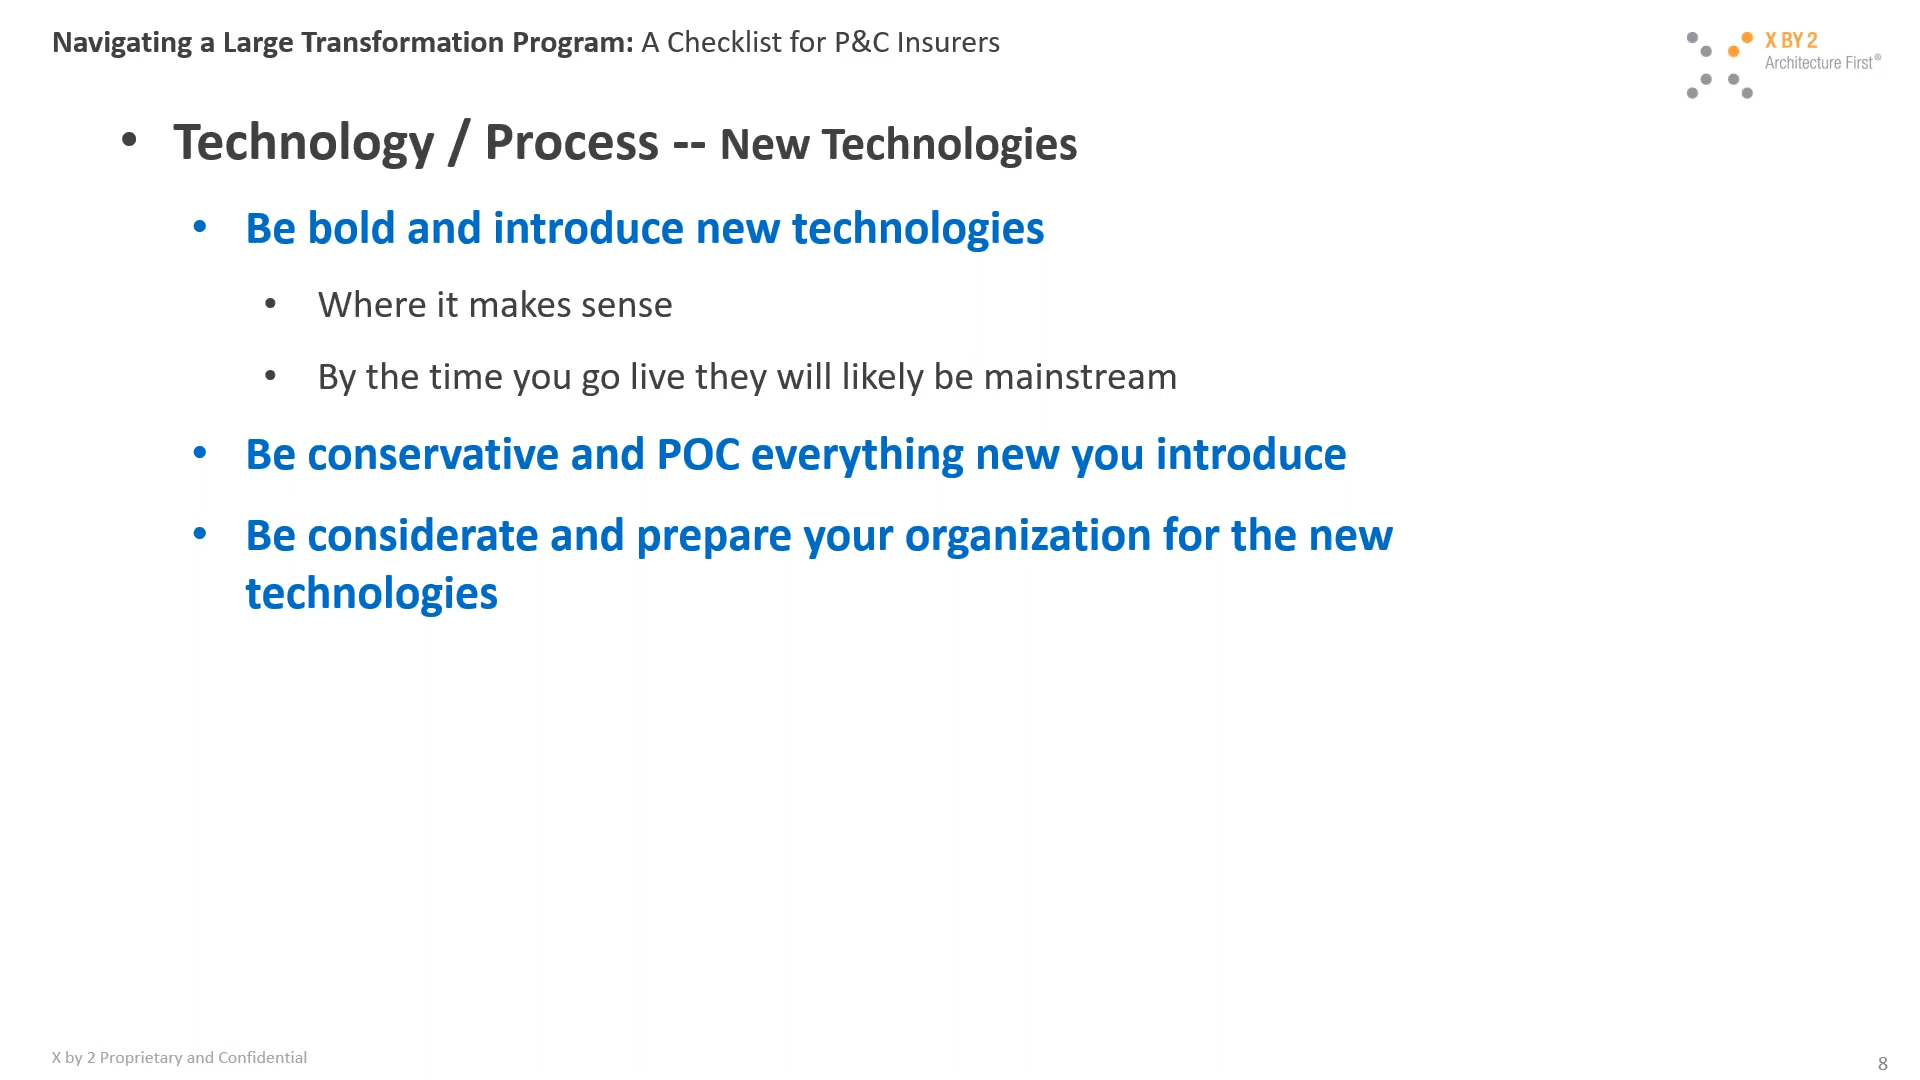 Navigating a Large Transformation Program: A Checklist for P&C Insurers
X BY 2
Architecture First®
• Technology / Process -- New Technologies
• Be bold and introduce new technologies
• Where it makes sense
• By the time you go live they will likely be mainstream
• Be conservative and POC everything new you introduce
• Be considerate and prepare your organization for the new
technologies
X by 2 Proprietary and Confidential
8